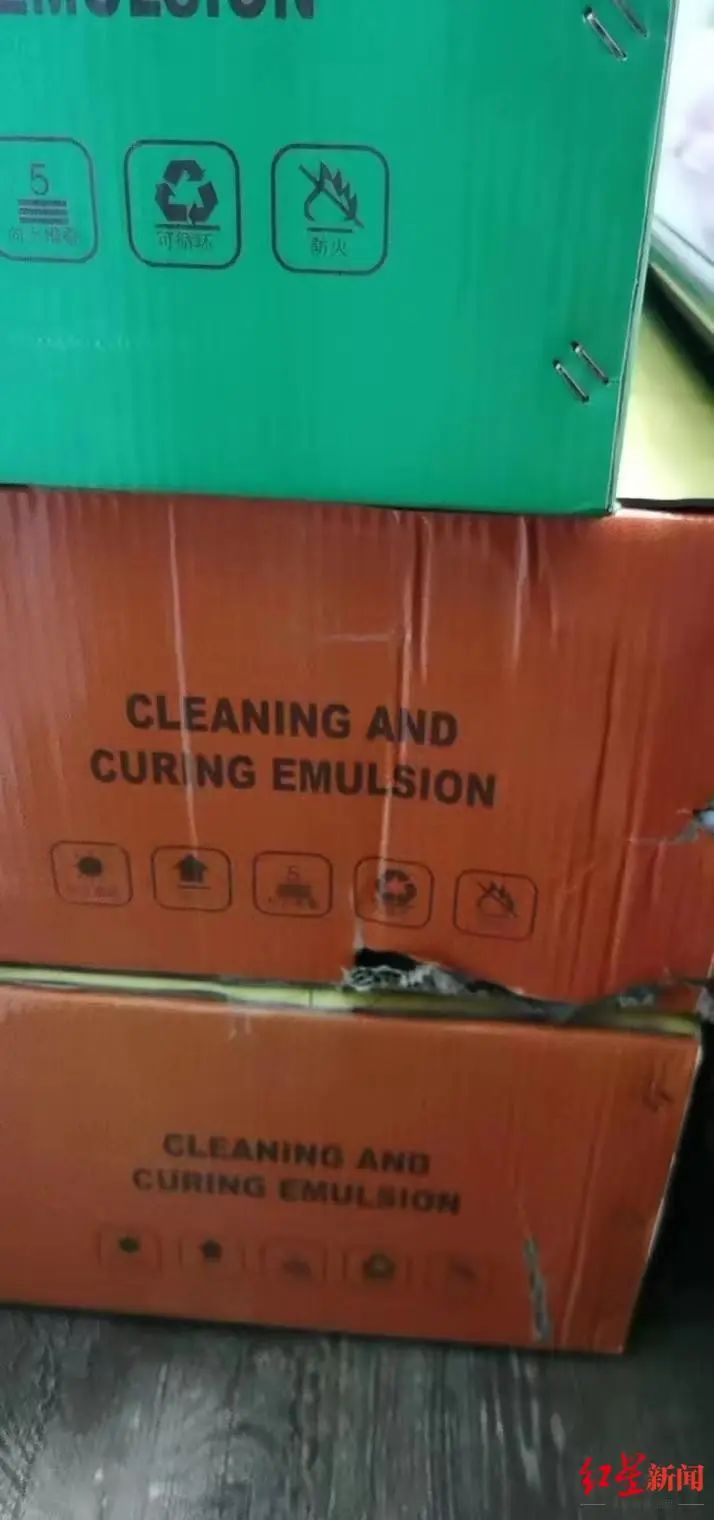 EMULSION
5
可循环
防火
CLEANING AND
CURING EMULSION
5
CLEANING AND
CURING EMULSION
红星新闻